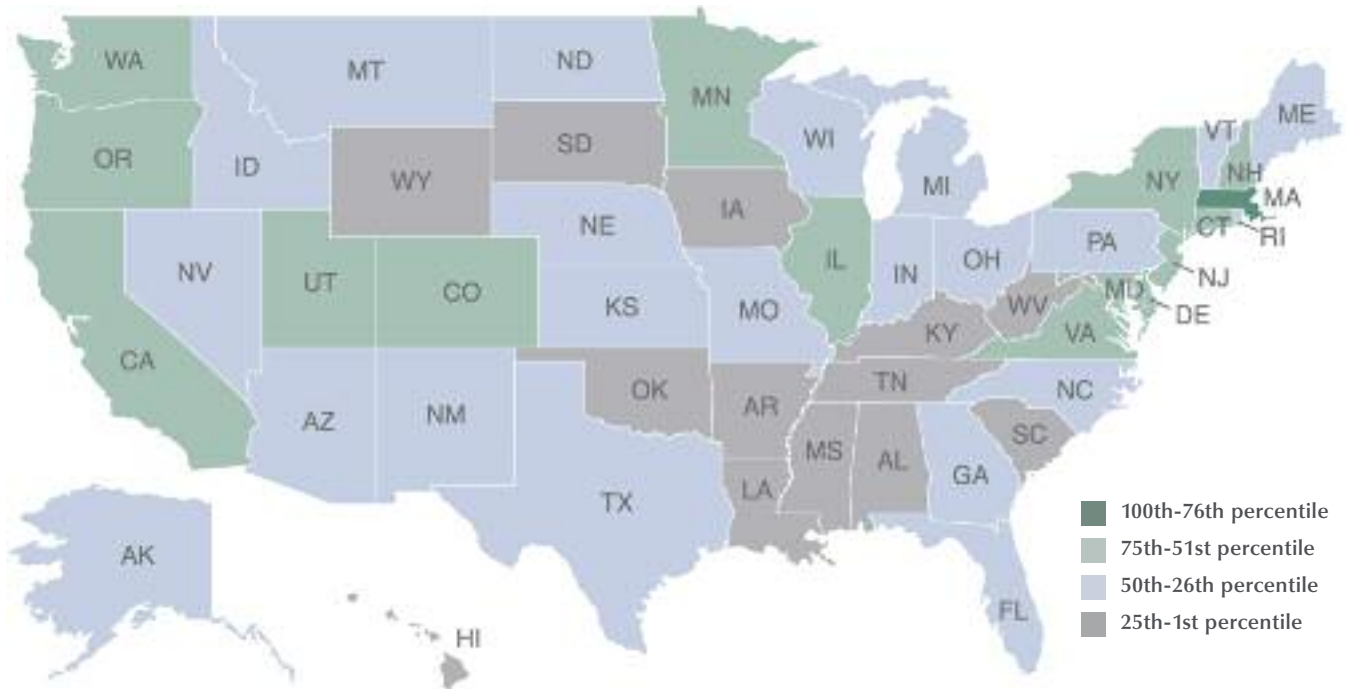 WA
MT
ND
MN
OR
ID
WY
SD
WI
MI
VT
ME
NY
NH
MA
CT
RI
NV
UT
CO
NE
IA
IL
IN
OH
PA
NJ
MD
DE
CA
KS
MO
WV
KY
VA
AZ
NM
OK
AR
TN
NC
TX
LA
MS
AL
GA
SC
AK
HI
FL
100th-76th percentile
75th-51st percentile
50th-26th percentile
25th-1st percentile